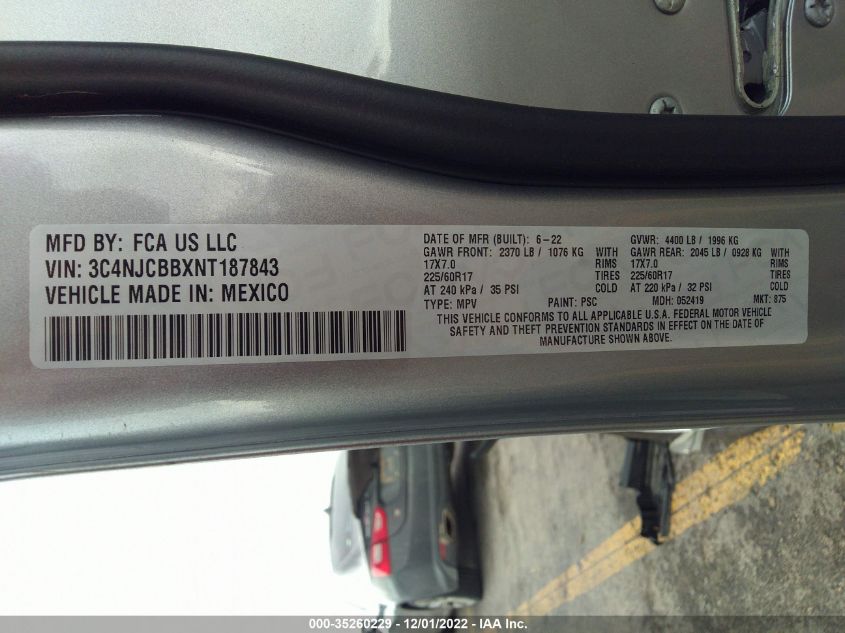 MFD BY: FCA US LLC
VIN: 3C4NJCBBXNT187843
VEHICLE MADE IN: MEXICO
DATE OF MFR (BUILT): 6-22 GVWR: 4400 LB / 1996 KG
GAWR FRONT: 2370 LB / 1076 KG WITH GAWR REAR: 2045 LB / 0928 KG WITH
17X7.0 RIMS 17X7.0 RIMS
225/60R17 TIRES 225/60R17 TIRES
AT 240 kPa / 35 PSI COLD AT 220 kPa / 32 PSI COLD
TYPE: MPV PAINT: PSC MDH: 052419 MKT: 875
THIS VEHICLE CONFORMS TO ALL APPLICABLE U.S.A. FEDERAL MOTOR VEHICLE
SAFETY AND THEFT PREVENTION STANDARDS IN EFFECT ON THE DATE OF
MANUFACTURE SHOWN ABOVE.
000-35260229 - 12/01/2022 - IAA Inc.